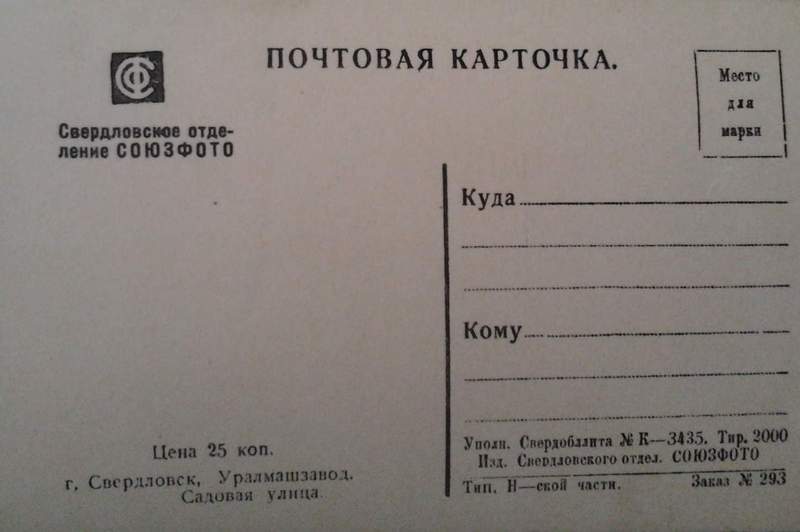 ПОЧТОВАЯ КАРТОЧКА.
СФ
Свердловское отде-
ление СОЮЗФОТО
Место
для
марки
Куда
Кому
Цена 25 коп.
г, Свердловск, Уралмашзавод.
Садовая улица.
Уполн. Свердобллита № К—3435. Тир. 2000
Изд. Свердловского отдел. СОЮЗФОТО
Тип. Н—ской части. Заказ № 293